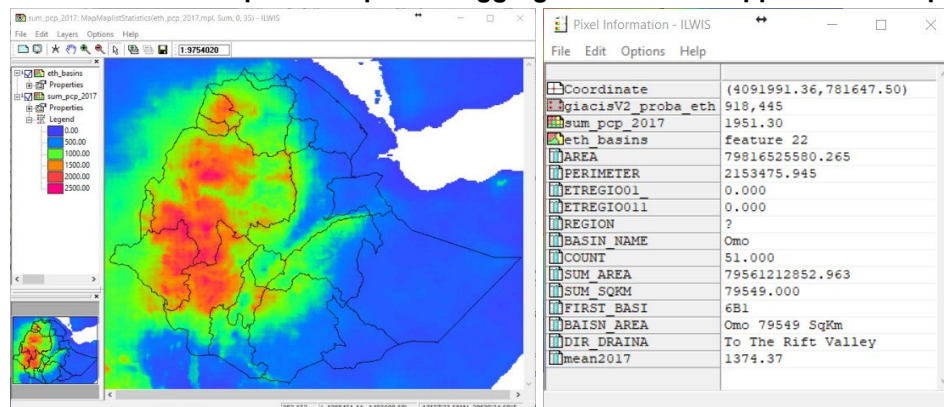 sum_pcp_2017: MapMaplistStatistics(eth_pcp_2017.mpl, Sum, 0, 35) - ILWIS
File Edit Layers Options Help
1:9754020
eth_basins
Properties
sum_pcp_2017
Properties
Legend
0.00
500.00
1000.00
1500.00
2000.00
2500.00
Pixel Information - ILWIS
File Edit Options Help
Coordinate (4091991.36,781647.50)
giacisV2_proba_eth 918,445
sum_pcp_2017 1951.30
eth_basins feature 22
AREA 79816525580.265
PERIMETER 2153475.945
ETREGIO01_ 0.000
ETREGIO011 0.000
REGION ?
BASIN_NAME Omo
COUNT 51.000
SUM_AREA 79561212852.963
SUM_SQKM 79549.000
FIRST_BASI 6B1
BAISN_AREA Omo 79549 SqKm
DIR_DRAINA To The Rift Valley
mean2017 1374.37